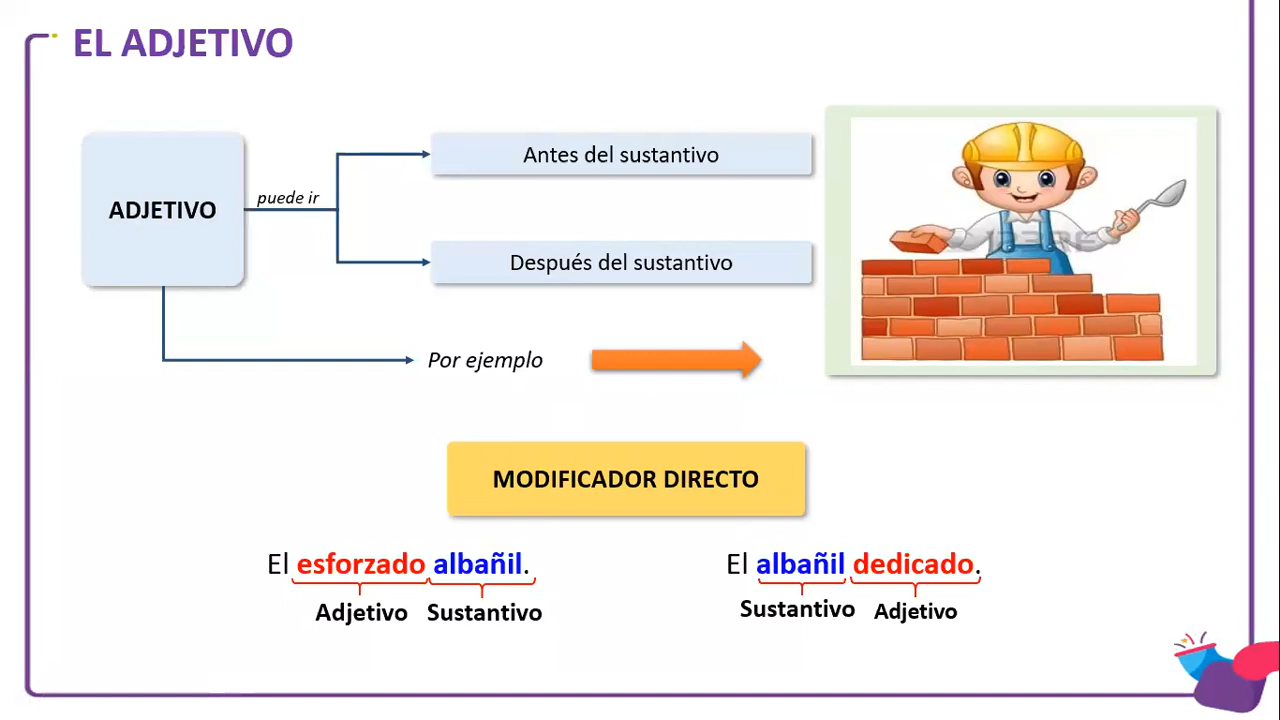 EL ADJETIVO
ADJETIVO
puede ir
Antes del sustantivo
Después del sustantivo
Por ejemplo
MODIFICADOR DIRECTO
El esforzado albañil.
Adjetivo Sustantivo
El albañil dedicado.
Sustantivo Adjetivo